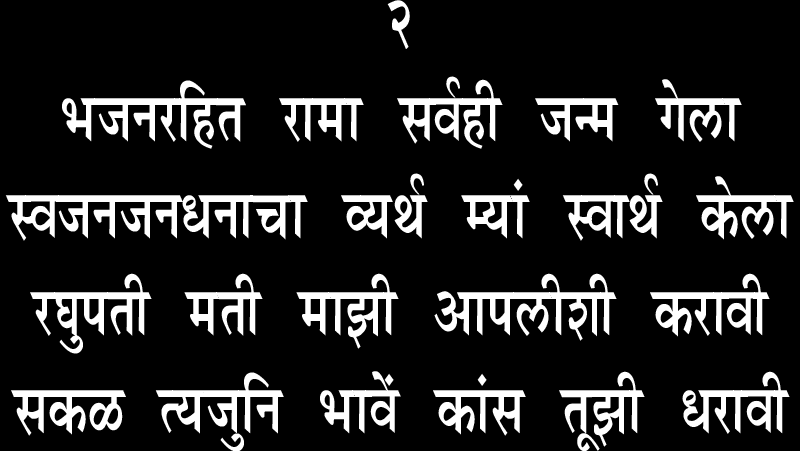 २
भजनरहित रामा सर्वही जन्म गेला
स्वजनजनधनाचा व्यर्थ म्यां स्वार्थ केला
रघुपती मती माझी आपलीशी करावी
सकळ त्यजुनि भावें कांस तूझी धरावी